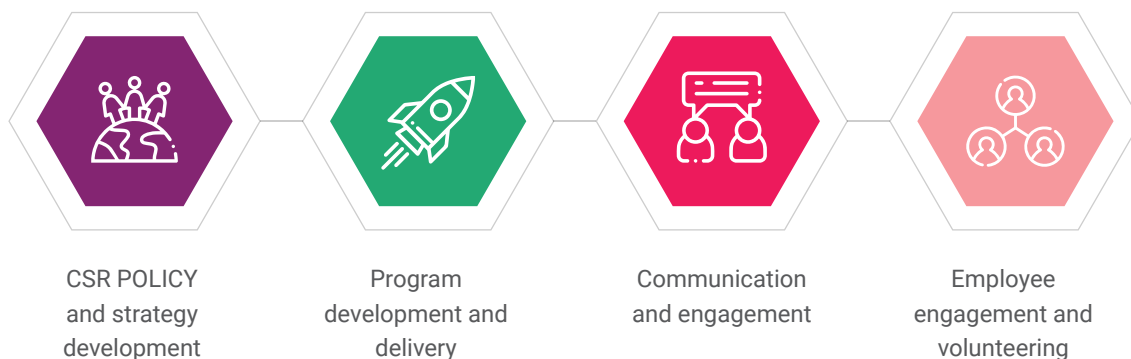 CSR POLICY
and strategy
development
Program
development and
delivery
Communication
and engagement
Employee
engagement and
volunteering